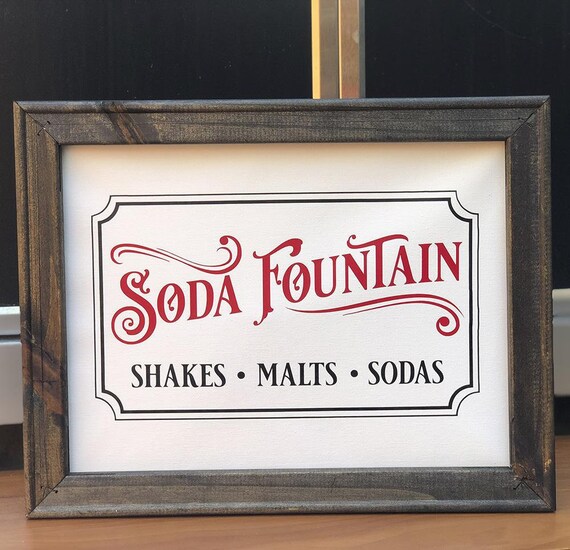 SODA FOUNTAIN
SHAKES • MALTS • SODAS